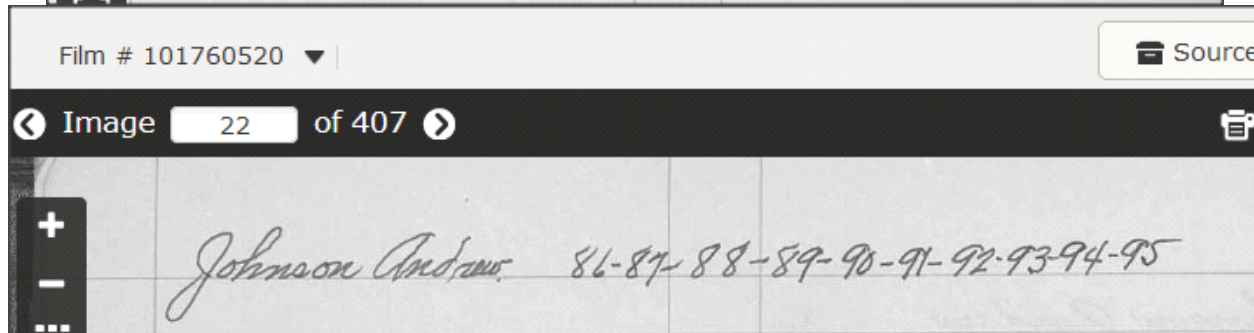 Film # 101760520
Source
Image 22 of 407
Johnson Andrew. 86-87-88-89-90-91-92-93-94-95